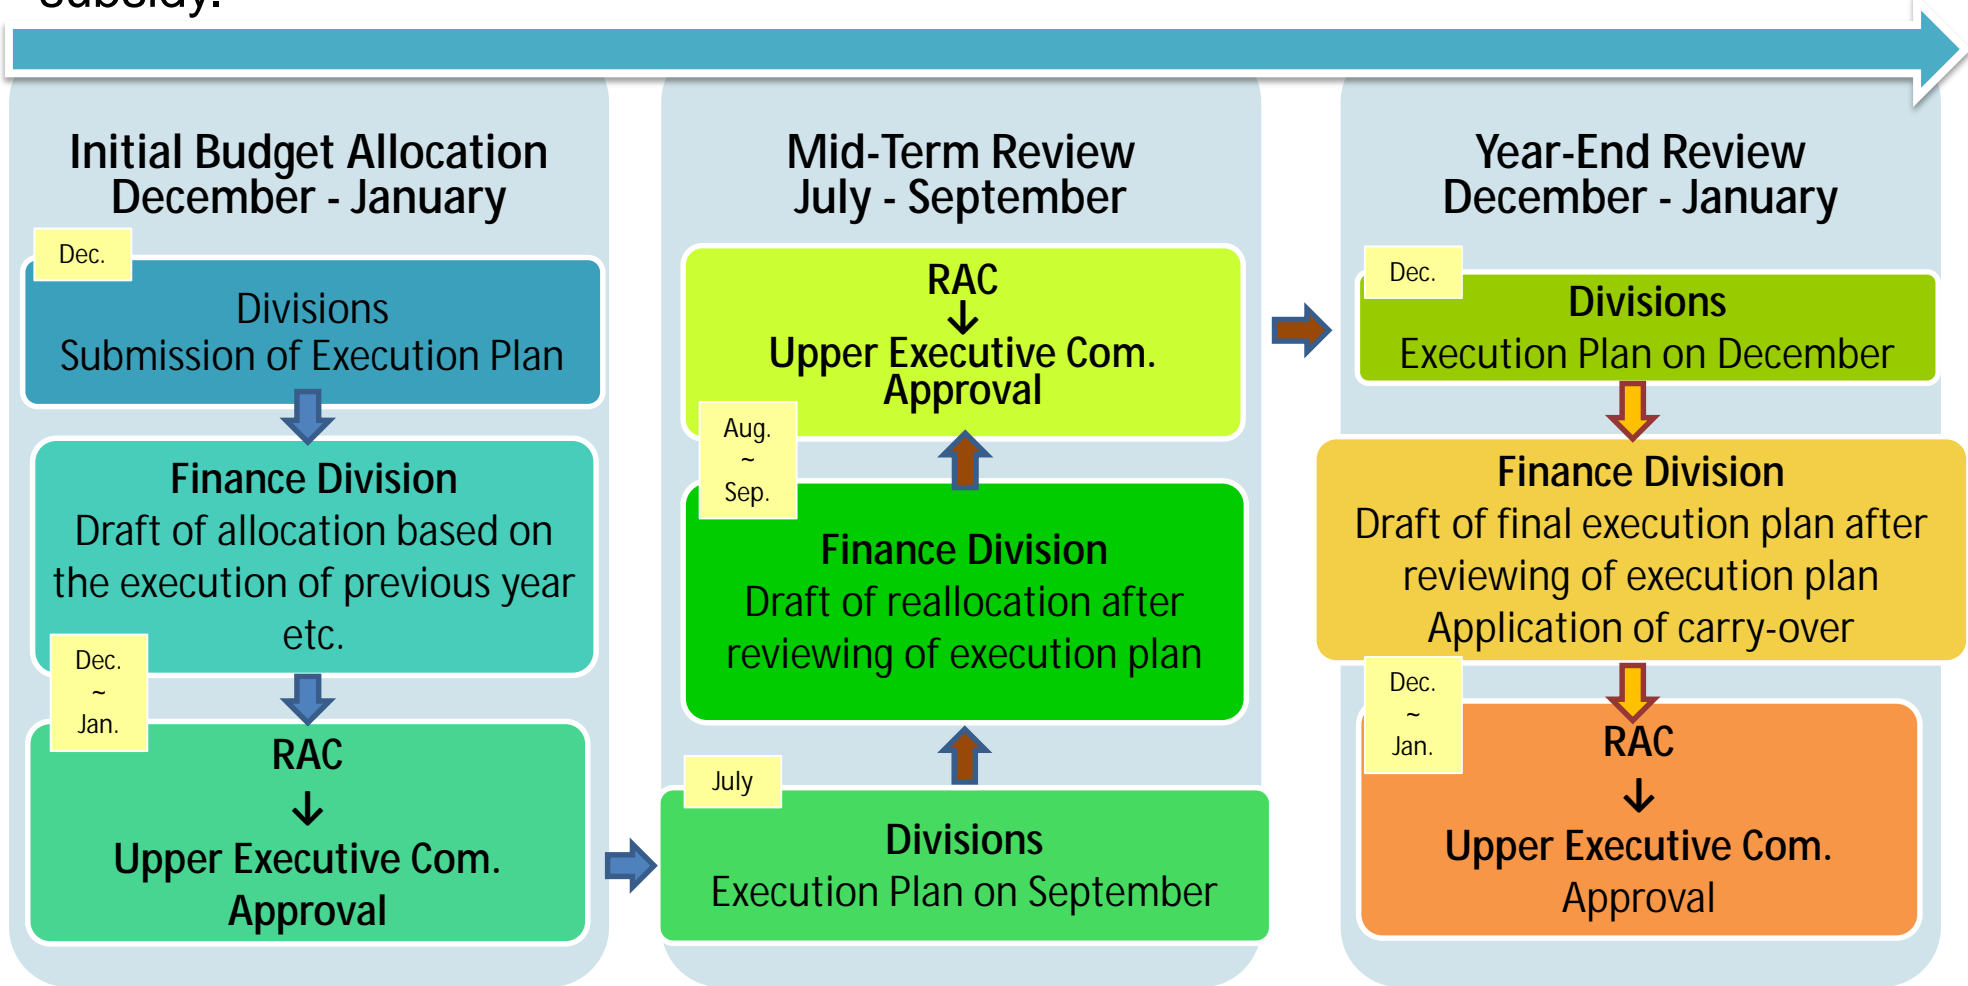 subsidy.
Initial Budget Allocation
December - January
Dec.
Divisions
Submission of Execution Plan
Finance Division
Draft of allocation based on
the execution of previous year
etc.
Dec.
~
Jan.
RAC
↓
Upper Executive Com.
Approval
Mid-Term Review
July - September
RAC
↓
Upper Executive Com.
Approval
Aug.
~
Sep.
Finance Division
Draft of reallocation after
reviewing of execution plan
July
Divisions
Execution Plan on September
Year-End Review
December - January
Dec.
Divisions
Execution Plan on December
Finance Division
Draft of final execution plan after
reviewing of execution plan
Application of carry-over
Dec.
~
Jan.
RAC
↓
Upper Executive Com.
Approval